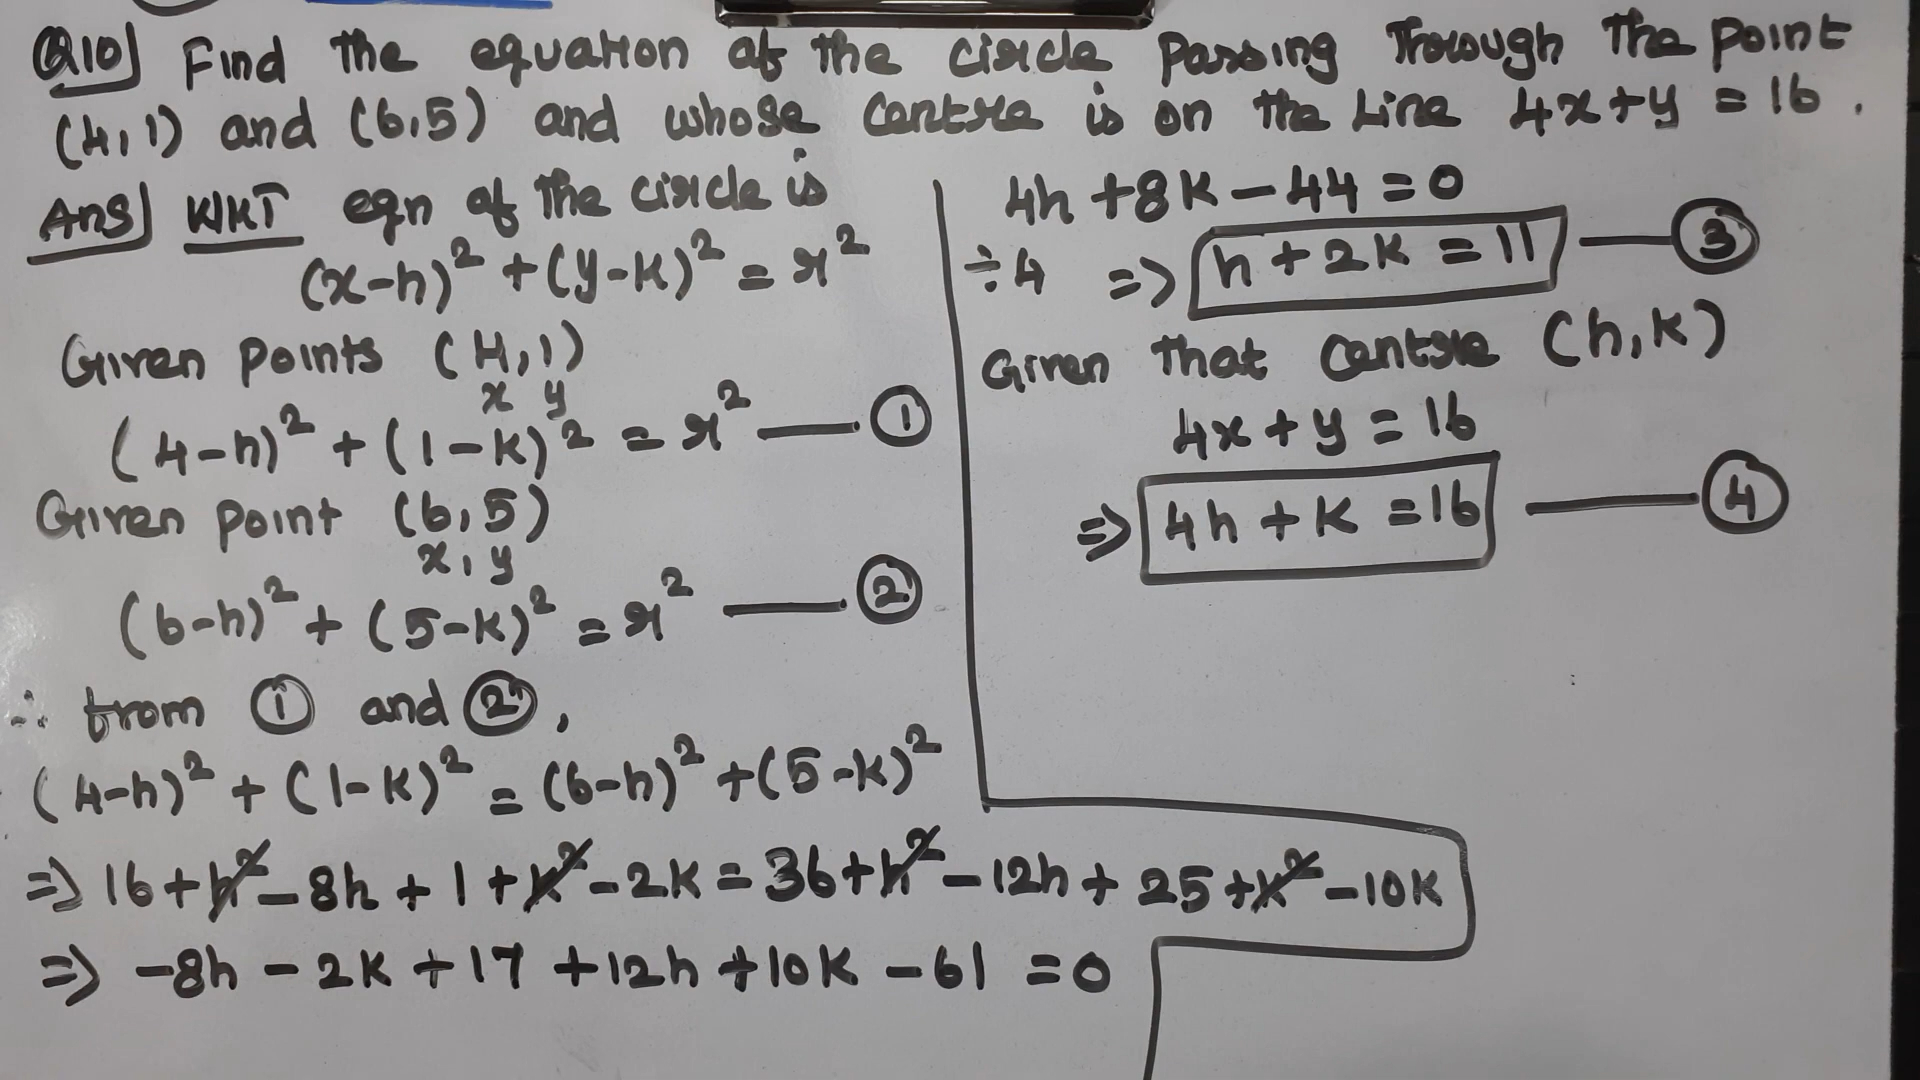 Q10) Find the equation of the circle passing through the point
(4,1) and (6,5) and whose centre is on the line 4x+y = 16.
Ans) WKT eqn of the circle is
(x-h)² + (y-k)² = r²
Given points (4,1)
x y
(4-h)² + (1-k)² = r² — ①
Given point (6,5)
x, y
(6-h)² + (5-k)² = r² — ②
∴ from ① and ②,
(4-h)² + (1-k)² = (6-h)² + (5-k)²
⇒ 16+h²-8h+1+k²-2k = 36+h²-12h+25+k²-10k
⇒ -8h-2k+17+12h+10k-61 = 0
4h+8k-44 = 0
÷4 ⇒ h+2k = 11 — ③
Given that centre (h,k)
4x+y = 16
⇒ 4h+k = 16 — ④